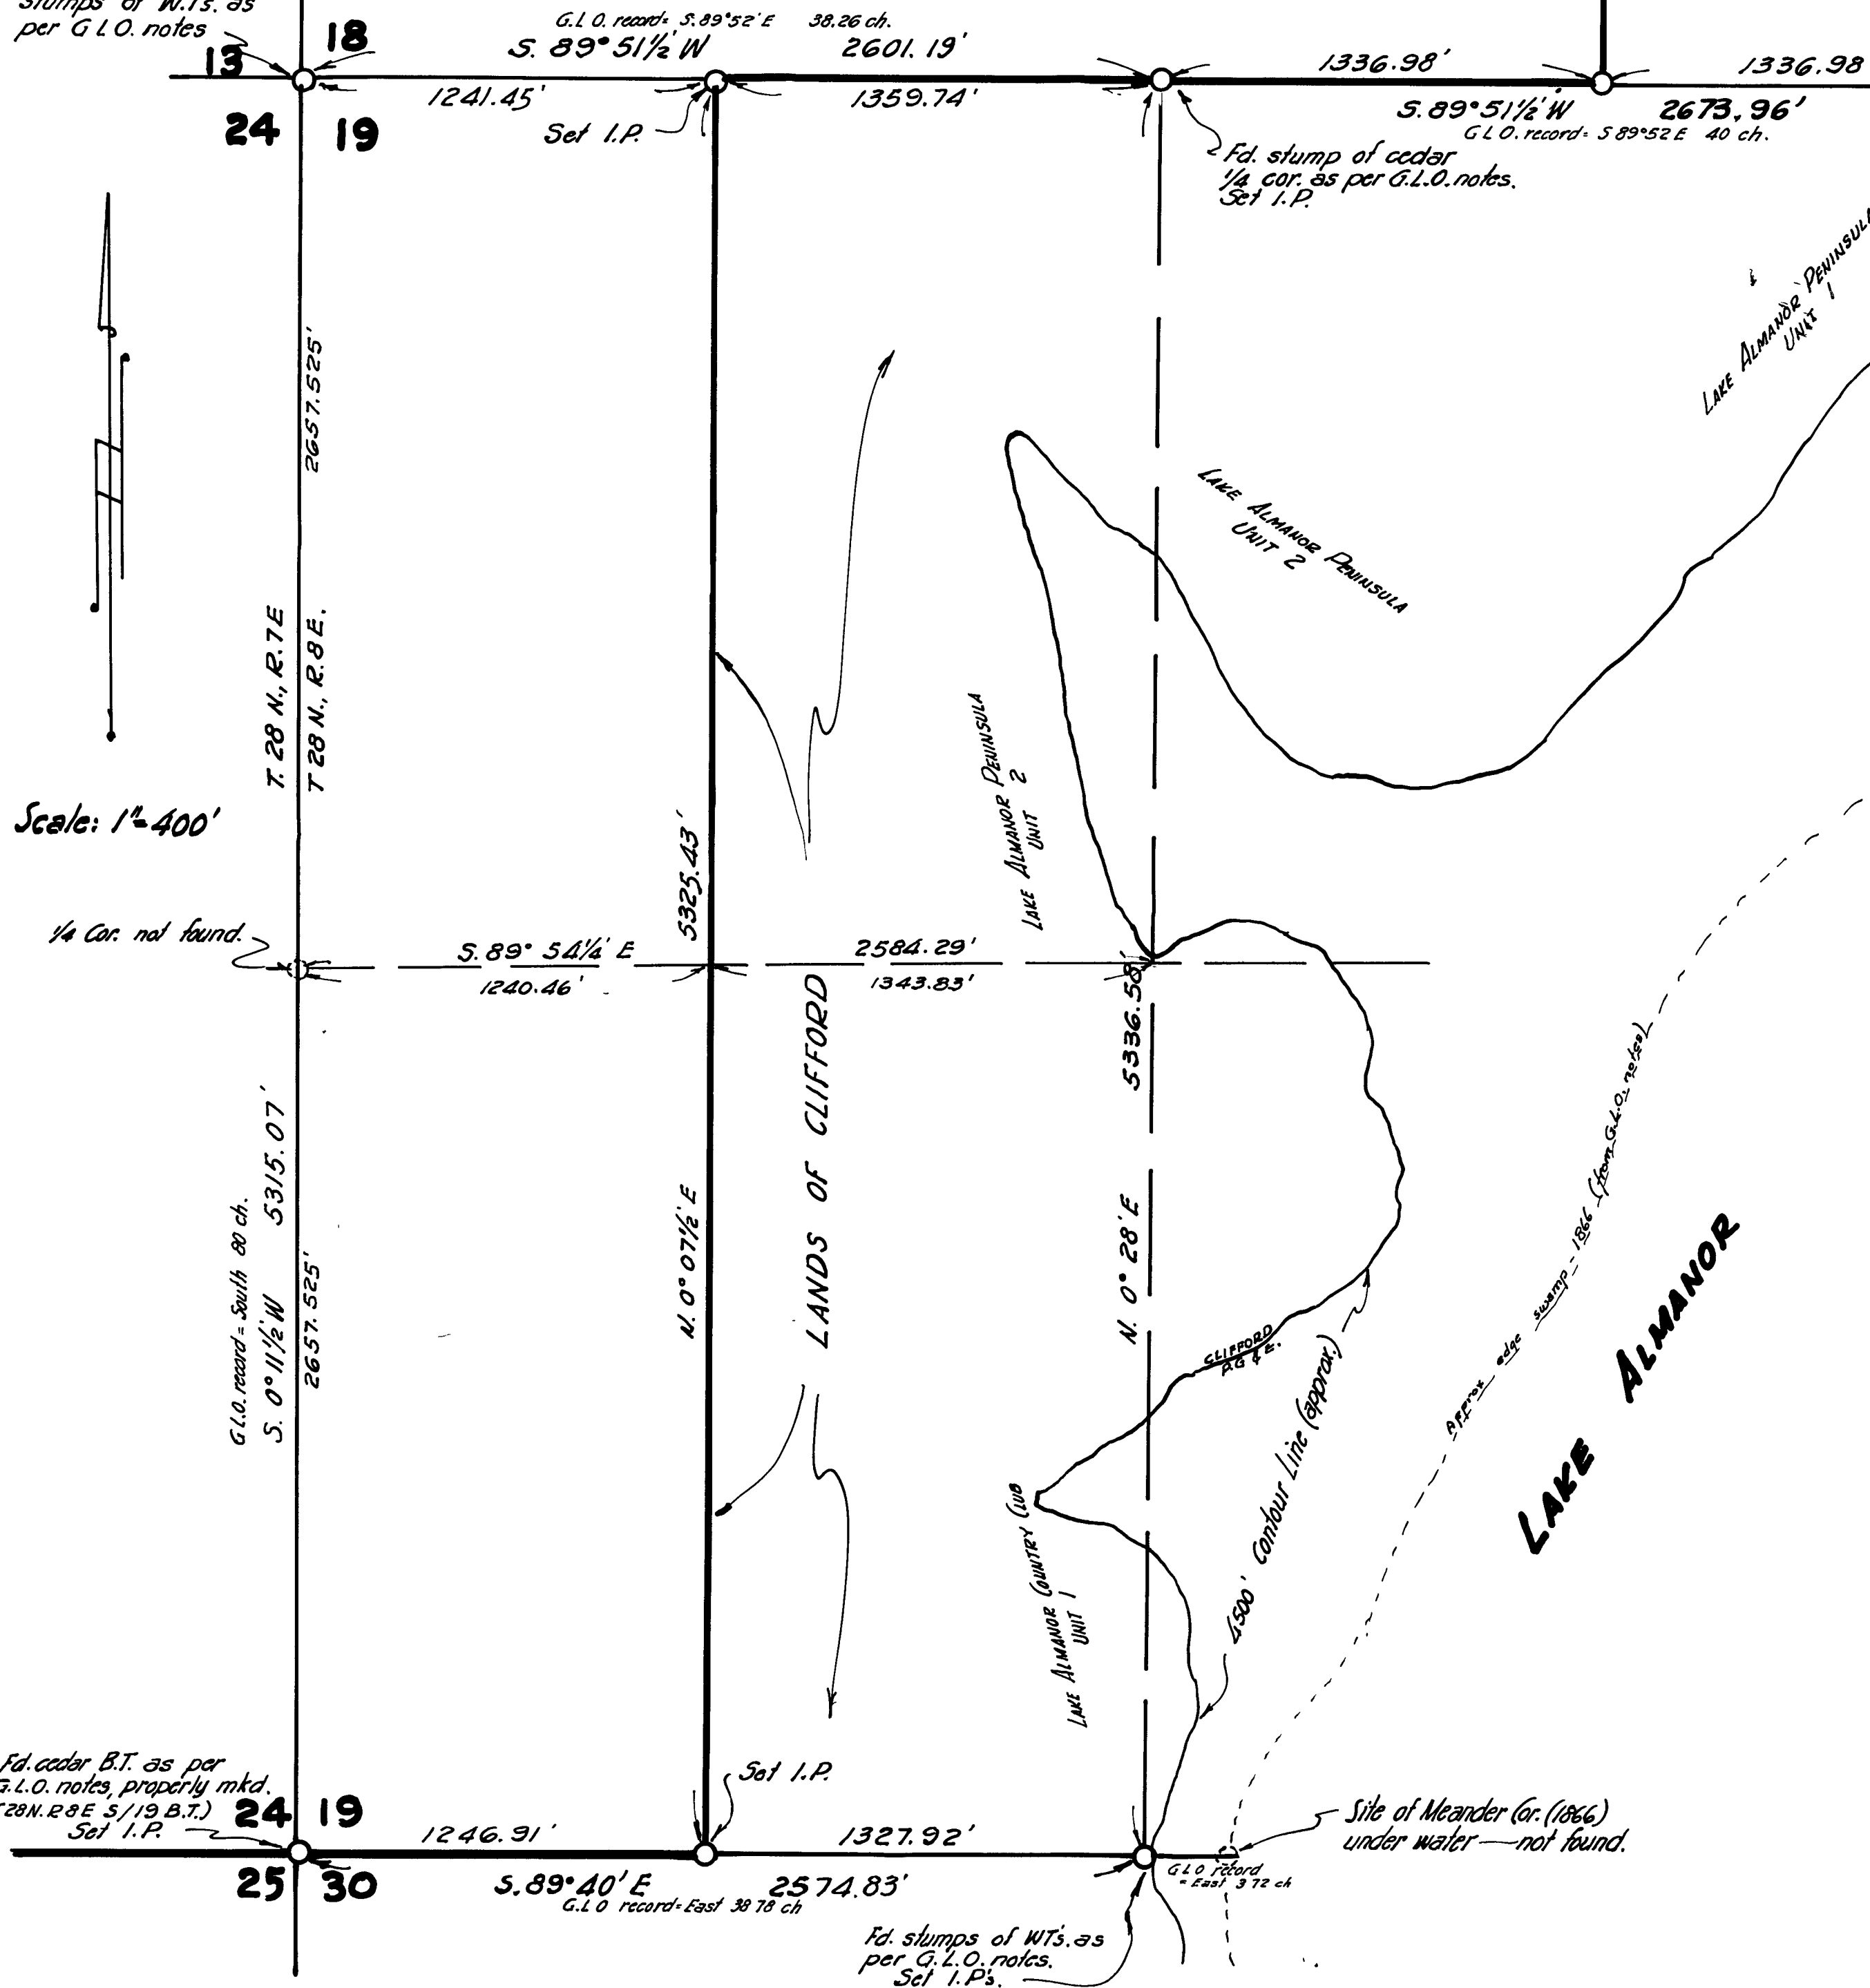 Stumps of W.T's. as
per G L O. notes
13
18
24
19
G.L O. record= S.89°52'E 38.26 ch.
S. 89°51½'W 2601.19'
1241.45'
1359.74'
Set I.P.
1336.98'
1336.98
S.89°51½'W 2673.96'
G L O. record= S 89°52 E 40 ch.
Fd. stump of cedar
1/4 cor. as per G.L.O. notes.
Set I.P.
LAKE ALMANOR PENINSULA
UNIT 1
2657.525'
LAKE ALMANOR PENINSULA
UNIT 2
T. 28 N., R. 7 E
T 28 N., R. 8 E.
LAKE ALMANOR PENINSULA
UNIT 2
Scale: 1"=400'
5325.43'
1/4 Cor. not found.
S. 89° 54¼' E
2584.29'
1240.46'
1343.83'
5336.58'
LANDS OF CLIFFORD
G L.O. record = South 80 ch.
S. 0°11½'W 5315.07'
2657.525'
N. 0°07½' E
N. 0° 28' E
CLIFFORD
P.G & E.
4500' Contour Line (approx.)
Approx edge swamp - 1866 (from G.L.O. notes)
LAKE ALMANOR
LAKE ALMANOR COUNTRY CLUB
UNIT 1
Fd. cedar B.T. as per
G.L.O. notes, properly mkd.
T28N. R8E S/19 B.T.)
Set I.P.
24
19
25
30
Set I.P.
1246.91'
1327.92'
S. 89°40' E 2574.83'
G.L O record=East 38 78 ch
Site of Meander Cor. (1866)
under water — not found.
G L O record
= East 3 72 ch
Fd. stumps of WT's. as
per G.L.O. notes.
Set I.P's.